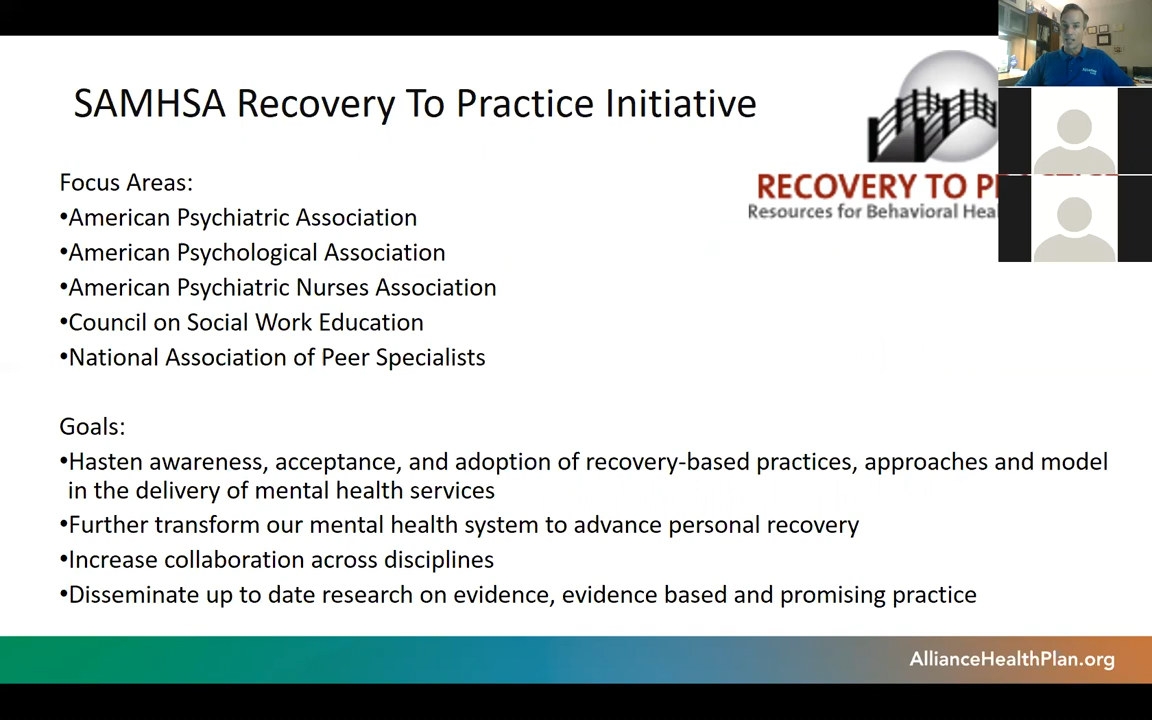 SAMHSA Recovery To Practice Initiative
RECOVERY TO
Resources for Behavioral
Focus Areas:
•American Psychiatric Association
•American Psychological Association
•American Psychiatric Nurses Association
•Council on Social Work Education
•National Association of Peer Specialists
Goals:
•Hasten awareness, acceptance, and adoption of recovery-based practices, approaches and model
in the delivery of mental health services
•Further transform our mental health system to advance personal recovery
•Increase collaboration across disciplines
•Disseminate up to date research on evidence, evidence based and promising practice
AllianceHealthPlan.org